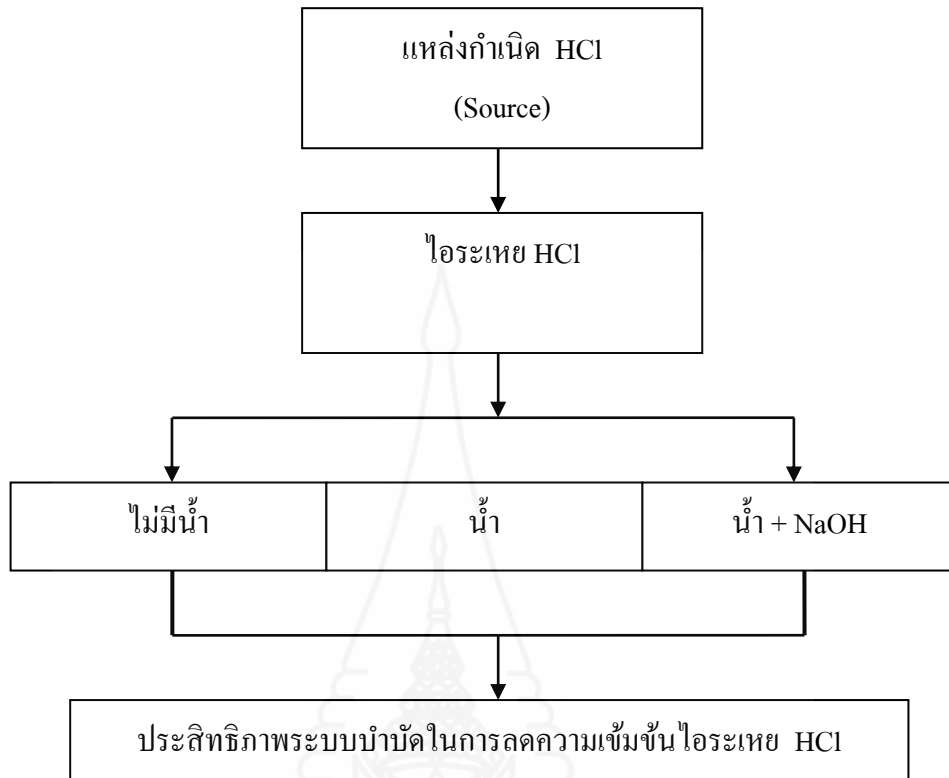 แหล่งกำเนิด HCl
(Source)
ไอระเหย HCl
ไม่มีน้ำ
น้ำ
น้ำ + NaOH
ประสิทธิภาพระบบบำบัดในการลดความเข้มข้นไอระเหย HCl